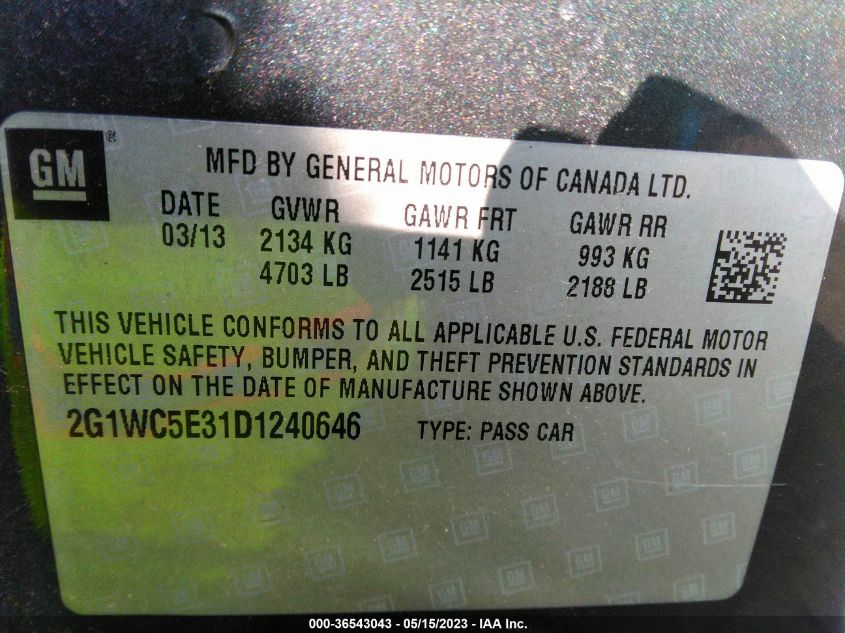 GM ®
MFD BY GENERAL MOTORS OF CANADA LTD.
DATE GVWR GAWR FRT GAWR RR
03/13 2134 KG 1141 KG 993 KG
4703 LB 2515 LB 2188 LB
THIS VEHICLE CONFORMS TO ALL APPLICABLE U.S. FEDERAL MOTOR
VEHICLE SAFETY, BUMPER, AND THEFT PREVENTION STANDARDS IN
EFFECT ON THE DATE OF MANUFACTURE SHOWN ABOVE.
2G1WC5E31D1240646 TYPE: PASS CAR
000-36543043 - 05/15/2023 - IAA Inc.